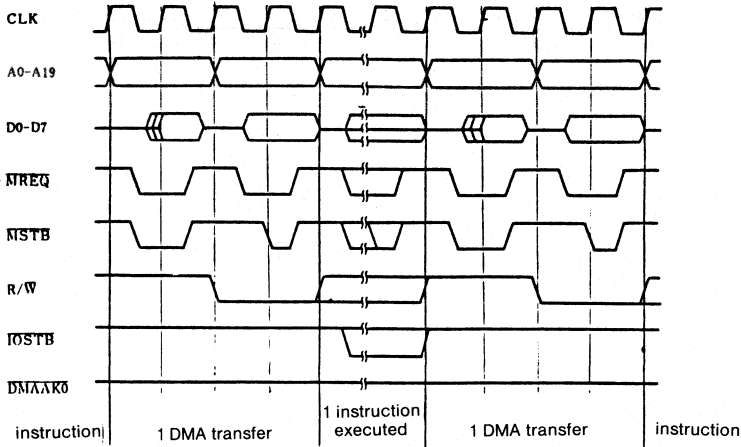 CLK
A0-A19
D0-D7
MREQ
MSTB
R/W
IOSTB
DMAAK0
instruction
1 DMA transfer
1 instruction
executed
1 DMA transfer
instruction